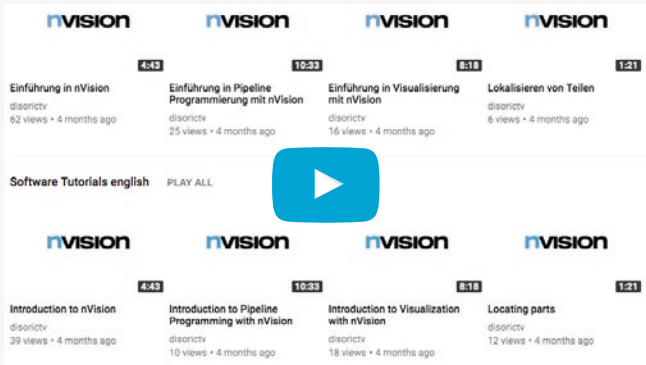 nVISION nVISION nVISION nVISION
4:43 10:33 8:18 1:21
Einführung in nVision
Einführung in Pipeline
Programmierung mit nVision
Einführung in Visualisierung
mit nVision
Lokalisieren von Teilen
disorictv
62 views • 4 months ago
disorictv
25 views • 4 months ago
disorictv
16 views • 4 months ago
disorictv
6 views • 4 months ago
Software Tutorials english PLAY ALL
nVISION nVISION nVISION nVISION
4:43 10:33 8:18 1:21
Introduction to nVision
Introduction to Pipeline
Programming with nVision
Introduction to Visualization
with nVision
Locating parts
disorictv
39 views • 4 months ago
disorictv
10 views • 4 months ago
disorictv
18 views • 4 months ago
disorictv
12 views • 4 months ago